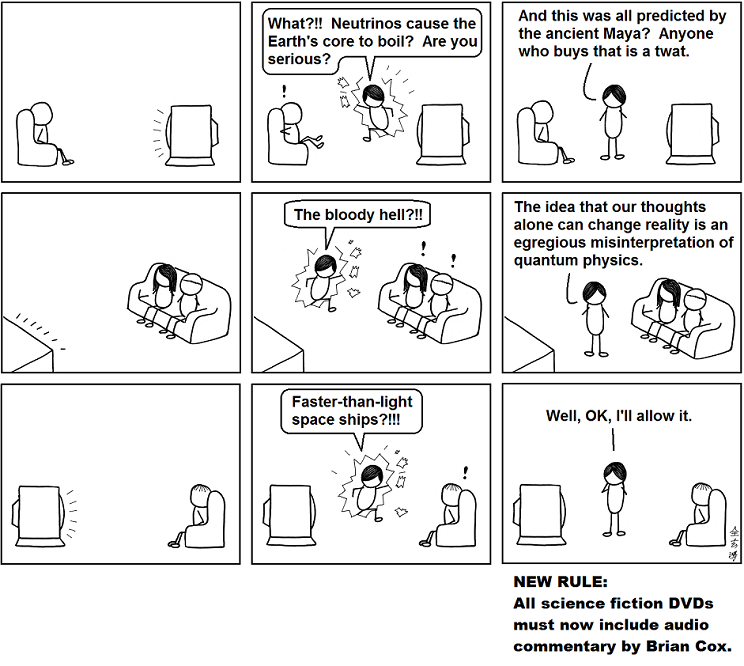 What?!! Neutrinos cause the
Earth's core to boil? Are you
serious?
!
And this was all predicted by
the ancient Maya? Anyone
who buys that is a twat.
The bloody hell?!!
! !
The idea that our thoughts
alone can change reality is an
egregious misinterpretation of
quantum physics.
Faster-than-light
space ships?!!!
!
Well, OK, I'll allow it.
NEW RULE:
All science fiction DVDs
must now include audio
commentary by Brian Cox.